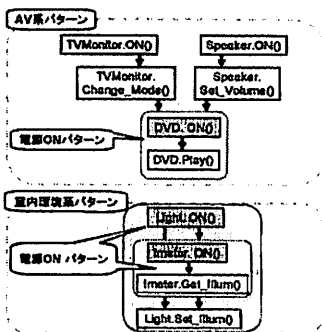 AV系パターン
TVMonitor.ON()
Speaker.ON()
TVMonitor.
Change_Mode()
Speaker.
Set_Volume()
電源ONパターン
DVD.ON()
DVD.Play()
室内環境系パターン
Light.ON()
電源ON パターン
Imeter.ON()
Imeter.Get_Illum()
Light.Set_Illum()